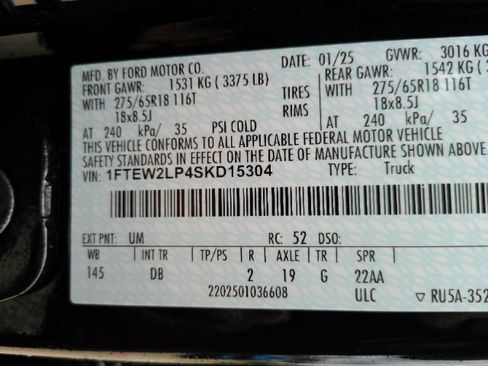 MFD. BY FORD MOTOR CO. DATE: 01/25 GVWR: 3016 KG
FRONT GAWR: 1531 KG ( 3375 LB) REAR GAWR: 1542 KG ( 3
WITH 275/65R18 116T TIRES WITH 275/65R18 116T
18x8.5J RIMS 18x8.5J
AT 240 kPa/ 35 PSI COLD AT 240 kPa/ 35
THIS VEHICLE CONFORMS TO ALL APPLICABLE FEDERAL MOTOR VEHICLE
SAFETY STANDARDS IN EFFECT ON THE DATE OF MANUFACTURE SHOWN ABOVE.
VIN: 1FTEW2LP4SKD15304 TYPE: Truck
EXT PNT: UM RC: 52 DSO:
WB INT TR TP/PS R AXLE TR SPR
145 DB 2 19 G 22AA
2202501036608 ULC RU5A-352